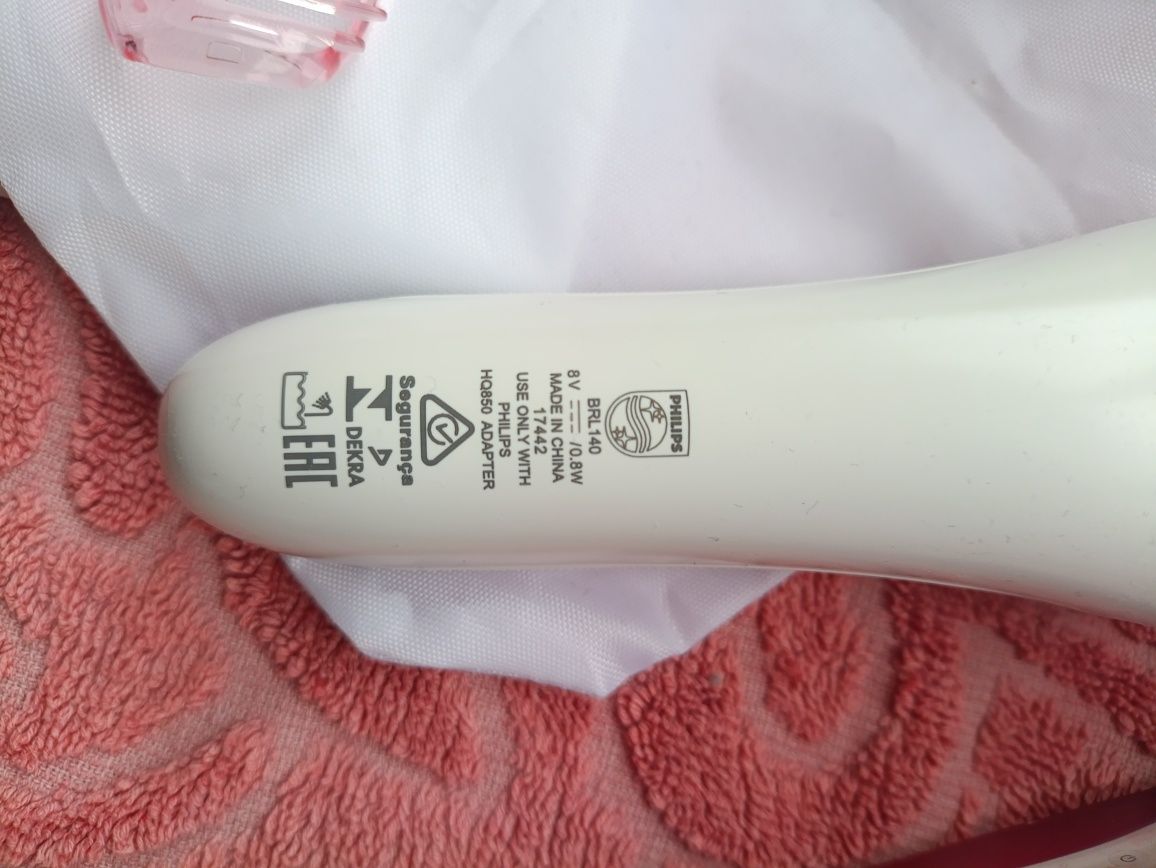 PHILIPS
BRL140
8V ⎓ /0.8W
MADE IN CHINA
17442
USE ONLY WITH
PHILIPS
HQ850 ADAPTER
Segurança
DEKRA
EAC